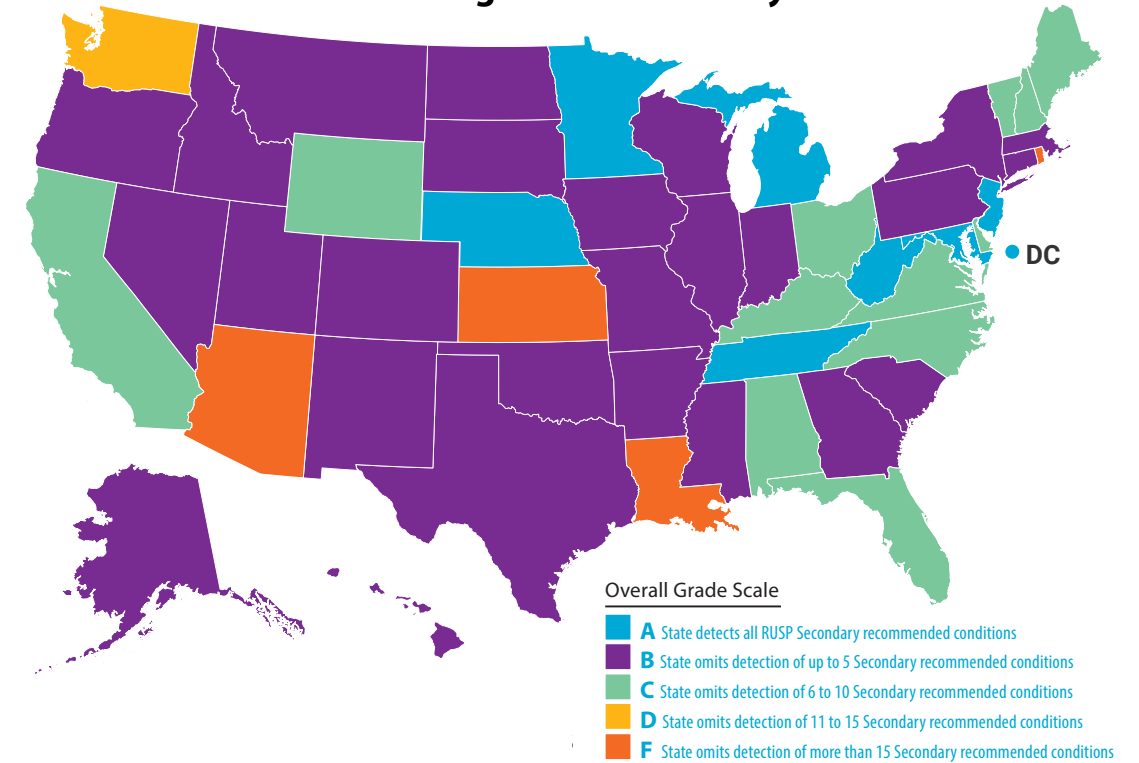 DC
Overall Grade Scale
A State detects all RUSP Secondary recommended conditions
B State omits detection of up to 5 Secondary recommended conditions
C State omits detection of 6 to 10 Secondary recommended conditions
D State omits detection of 11 to 15 Secondary recommended conditions
F State omits detection of more than 15 Secondary recommended conditions